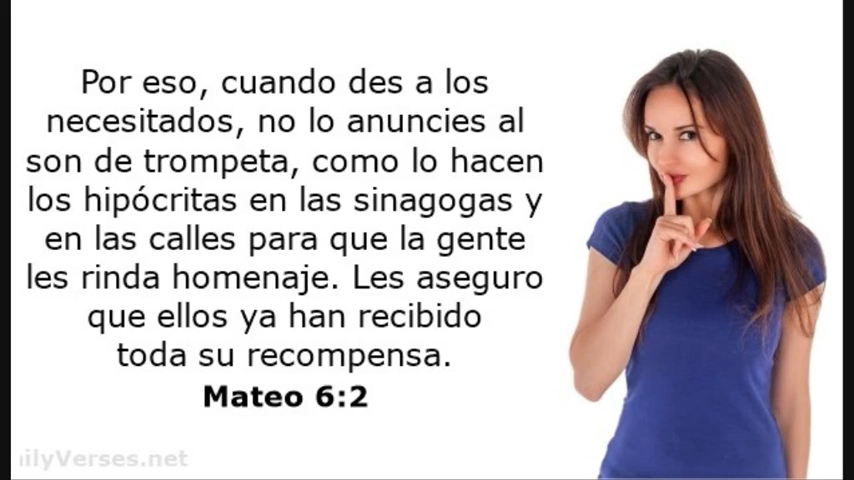 Por eso, cuando des a los
necesitados, no lo anuncies al
son de trompeta, como lo hacen
los hipócritas en las sinagogas y
en las calles para que la gente
les rinda homenaje. Les aseguro
que ellos ya han recibido
toda su recompensa.
Mateo 6:2
ilyVerses.net